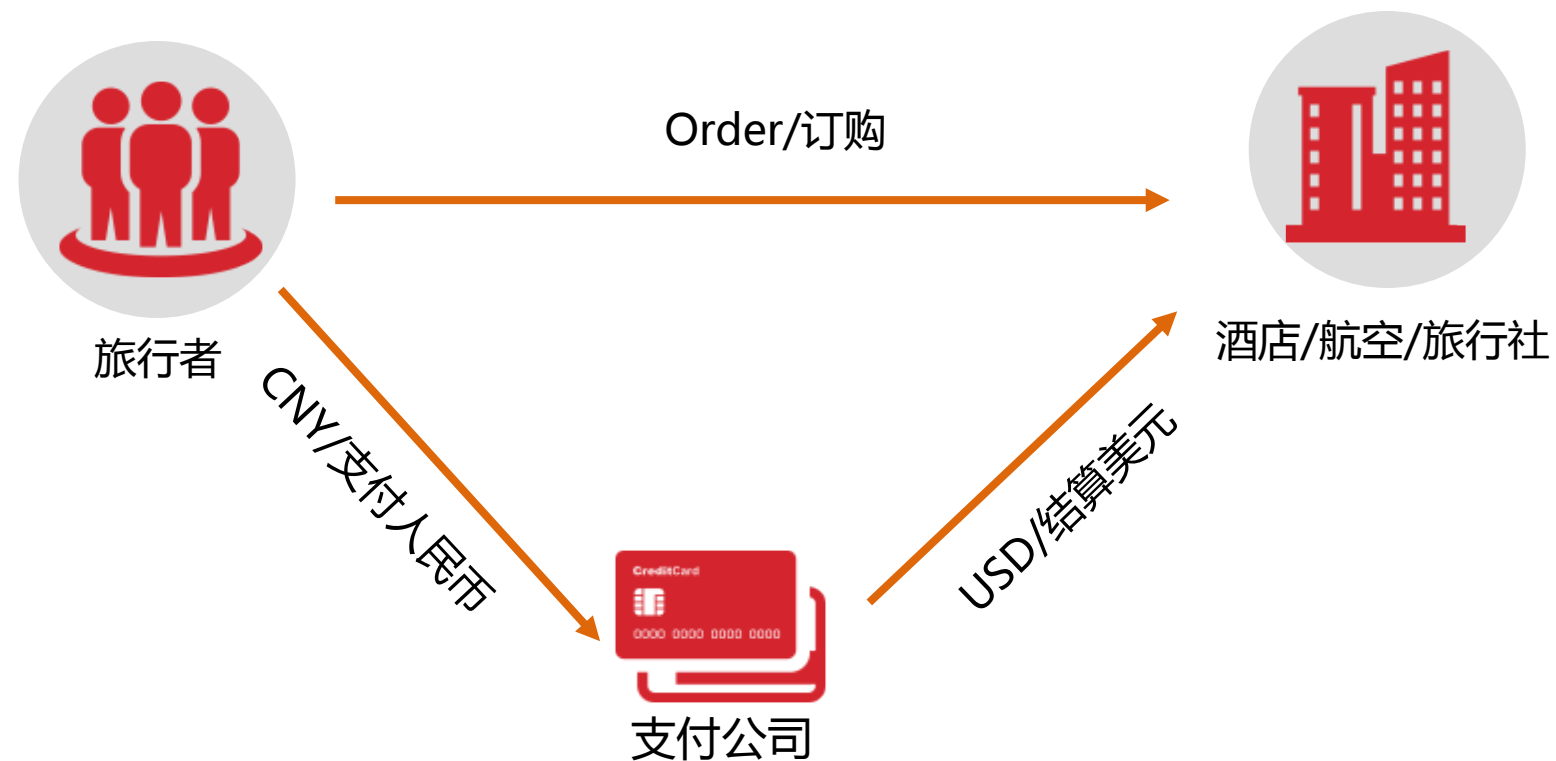 Order/订购
旅行者
酒店/航空/旅行社
CNY/支付人民币
USD/结算美元
CreditCard
0000 0000 0000 0000
支付公司